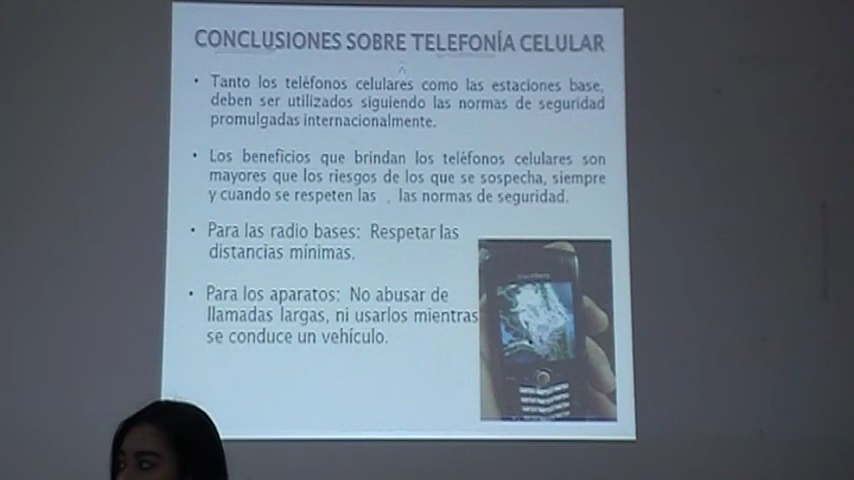 CONCLUSIONES SOBRE TELEFONÍA CELULAR
• Tanto los teléfonos celulares como las estaciones base,
deben ser utilizados siguiendo las normas de seguridad
promulgadas internacionalmente.
• Los beneficios que brindan los teléfonos celulares son
mayores que los riesgos de los que se sospecha, siempre
y cuando se respeten las , las normas de seguridad.
• Para las radio bases: Respetar las
distancias mínimas.
• Para los aparatos: No abusar de
llamadas largas, ni usarlos mientras
se conduce un vehículo.
BlackBerry